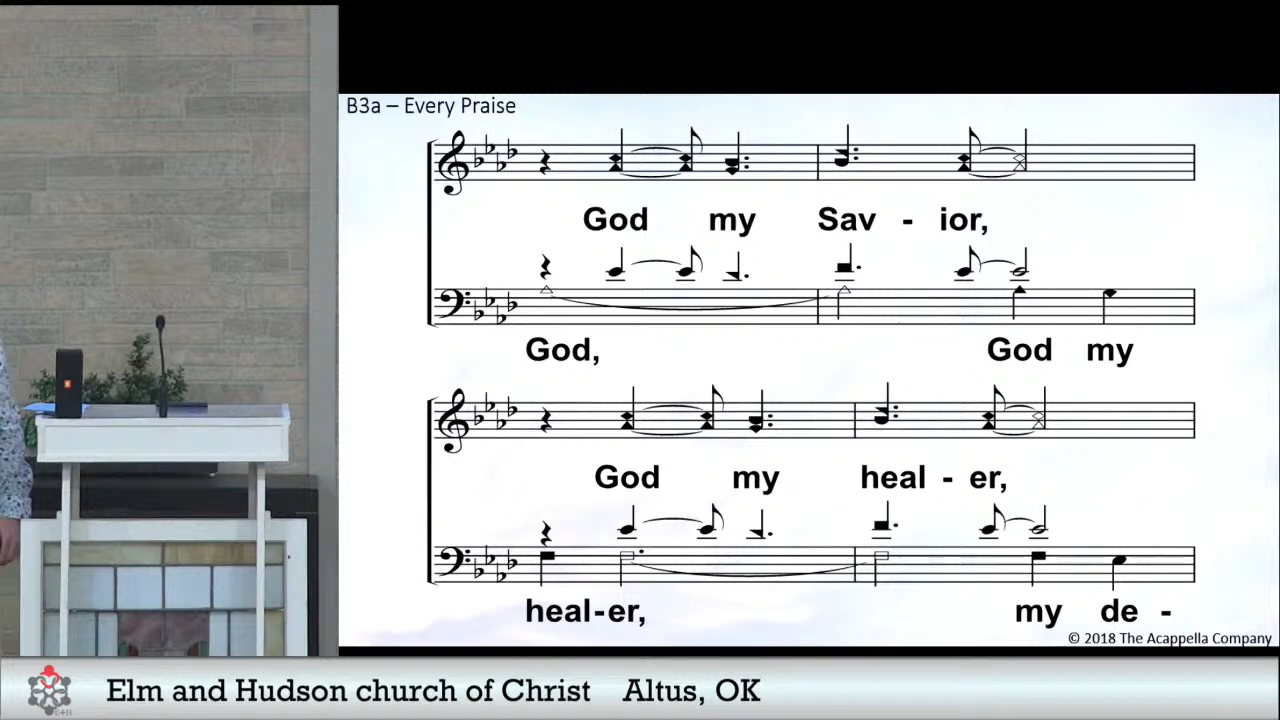 B3a – Every Praise
God my Sav - ior,
God, God my
God my heal - er,
heal-er, my de -
© 2018 The Acappella Company
Elm and Hudson church of Christ Altus, OK